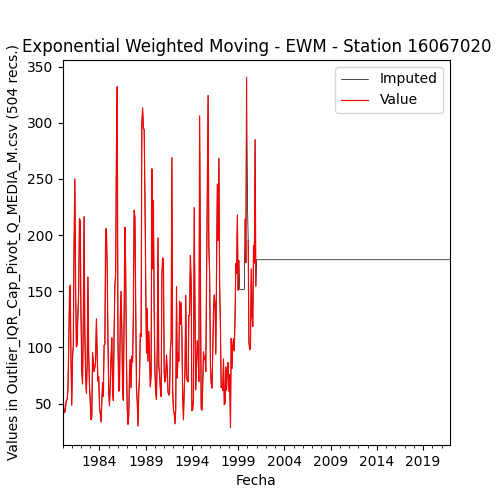 Exponential Weighted Moving - EWM - Station 16067020
Values in Outlier_IQR_Cap_Pivot_Q_MEDIA_M.csv (504 recs.)
350
300
250
200
150
100
50
Imputed
Value
1984 1989 1994 1999 2004 2009 2014 2019
Fecha